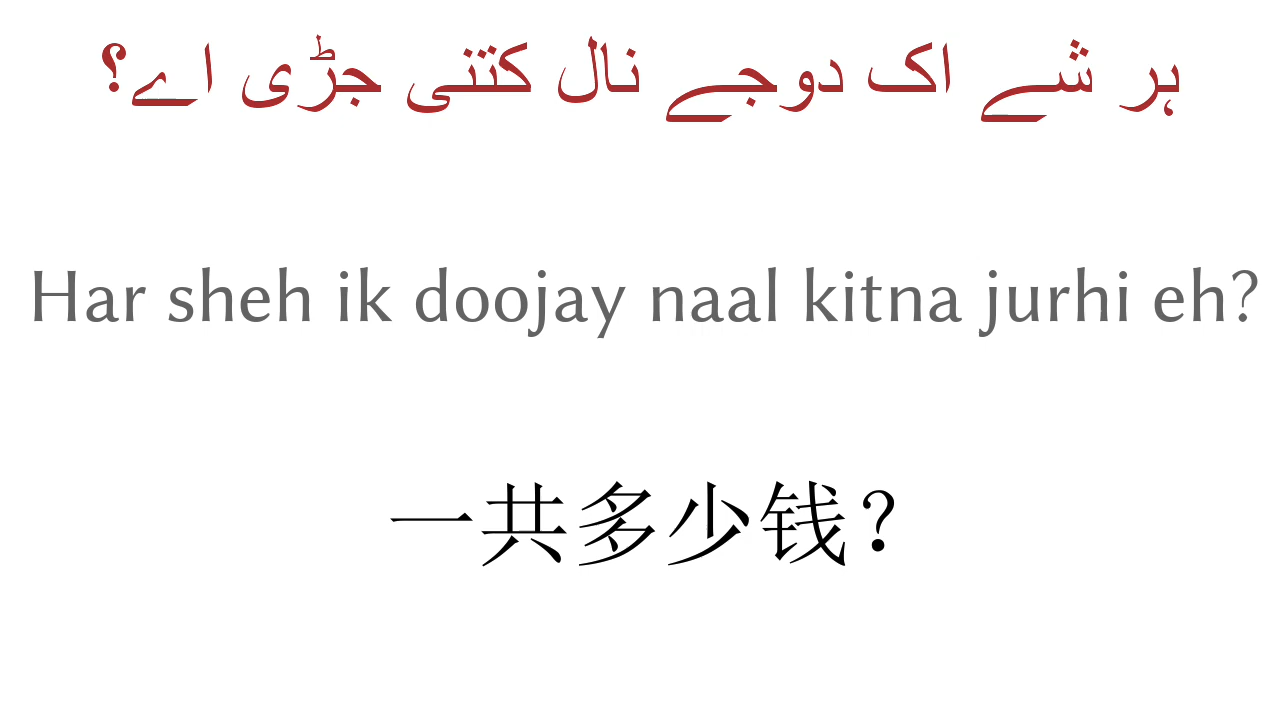 ہر شے اک دوجے نال کتنی جڑی اے؟
Har sheh ik doojay naal kitna jurhi eh?
一共多少钱？